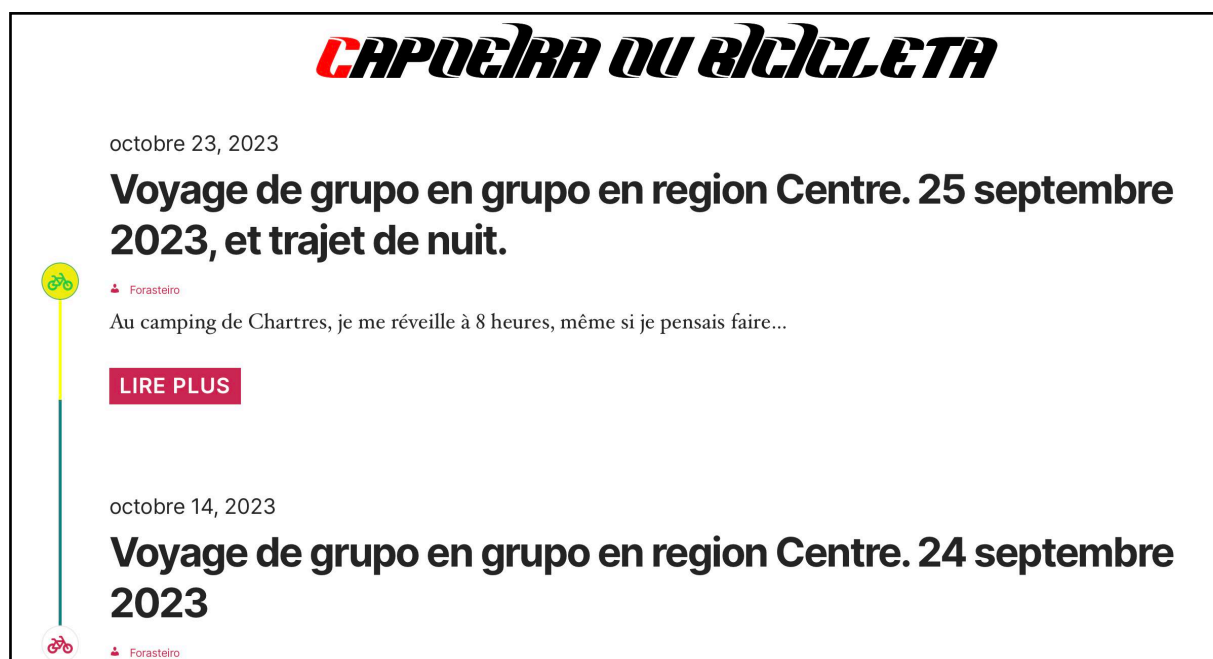 CAPOEIRA OU BICICLETA
octobre 23, 2023
Voyage de grupo en grupo en region Centre. 25 septembre
2023, et trajet de nuit.
Forasteiro
Au camping de Chartres, je me réveille à 8 heures, même si je pensais faire...
LIRE PLUS
octobre 14, 2023
Voyage de grupo en grupo en region Centre. 24 septembre
2023
Forasteiro